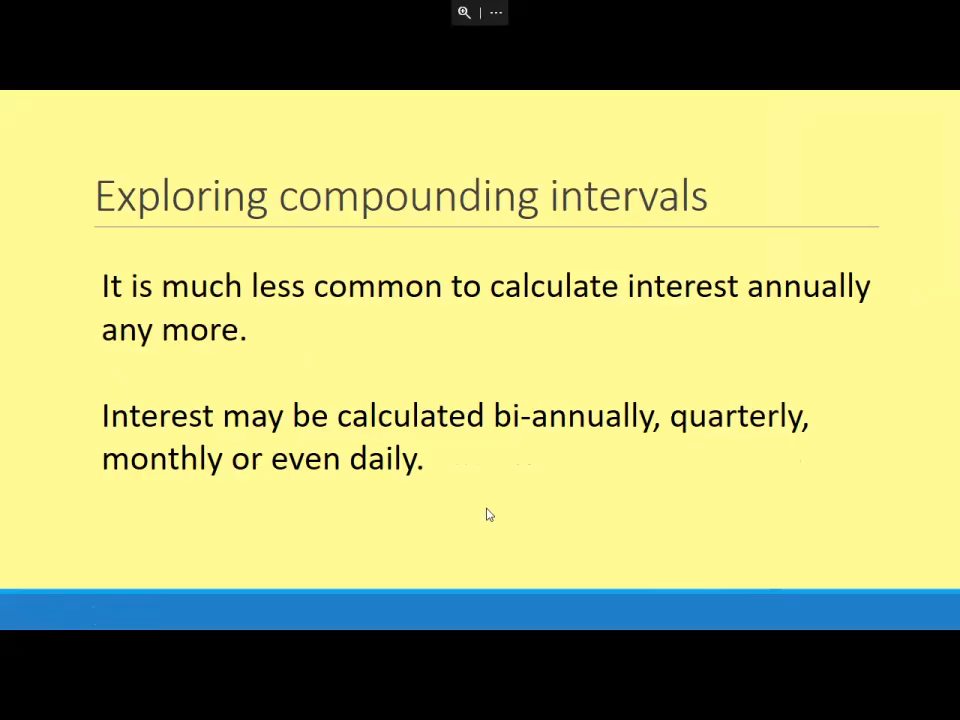 Exploring compounding intervals
It is much less common to calculate interest annually
any more.
Interest may be calculated bi-annually, quarterly,
monthly or even daily.